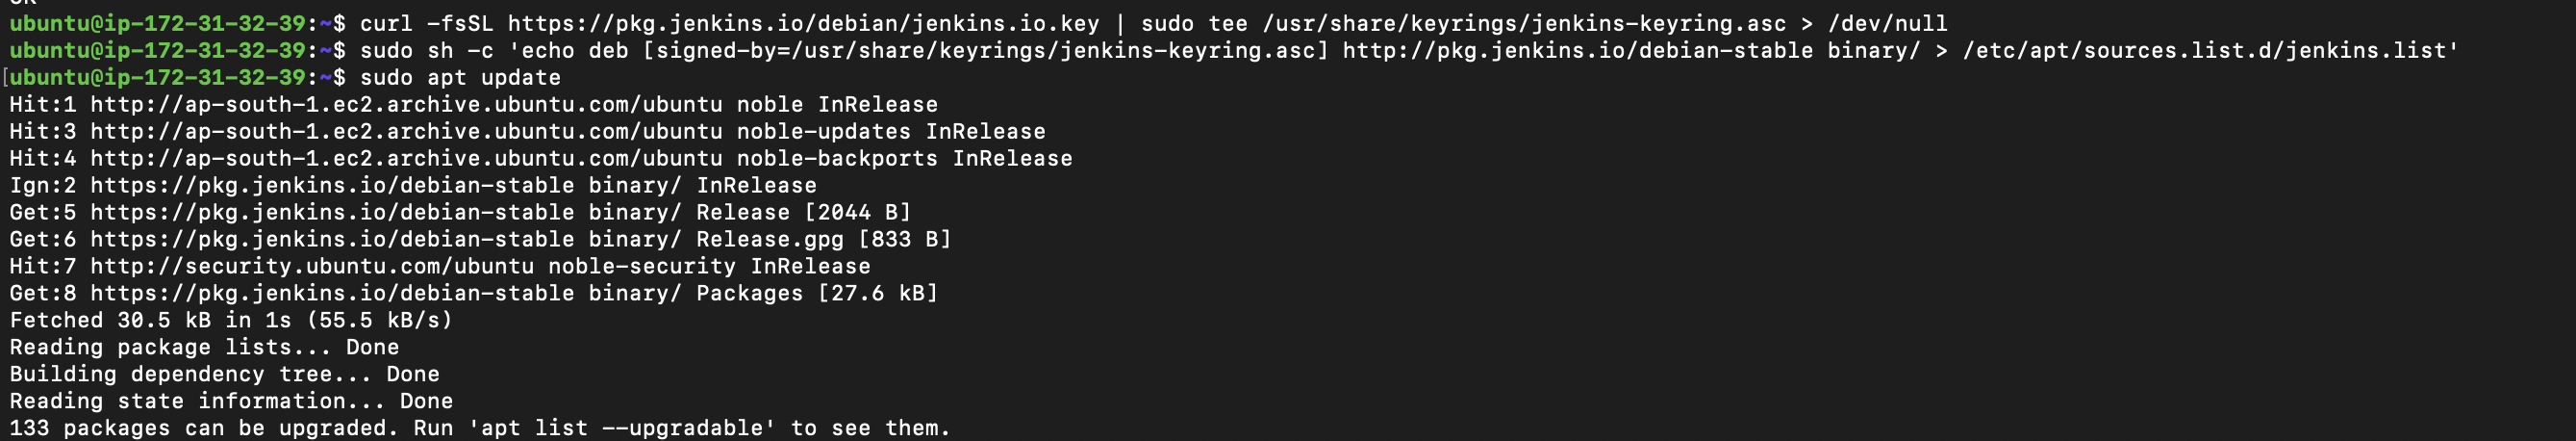 ubuntu@ip-172-31-32-39:~$ curl -fsSL https://pkg.jenkins.io/debian/jenkins.io.key | sudo tee /usr/share/keyrings/jenkins-keyring.asc > /dev/null
ubuntu@ip-172-31-32-39:~$ sudo sh -c 'echo deb [signed-by=/usr/share/keyrings/jenkins-keyring.asc] http://pkg.jenkins.io/debian-stable binary/ > /etc/apt/sources.list.d/jenkins.list'
[ubuntu@ip-172-31-32-39:~$ sudo apt update
Hit:1 http://ap-south-1.ec2.archive.ubuntu.com/ubuntu noble InRelease
Hit:3 http://ap-south-1.ec2.archive.ubuntu.com/ubuntu noble-updates InRelease
Hit:4 http://ap-south-1.ec2.archive.ubuntu.com/ubuntu noble-backports InRelease
Ign:2 https://pkg.jenkins.io/debian-stable binary/ InRelease
Get:5 https://pkg.jenkins.io/debian-stable binary/ Release [2044 B]
Get:6 https://pkg.jenkins.io/debian-stable binary/ Release.gpg [833 B]
Hit:7 http://security.ubuntu.com/ubuntu noble-security InRelease
Get:8 https://pkg.jenkins.io/debian-stable binary/ Packages [27.6 kB]
Fetched 30.5 kB in 1s (55.5 kB/s)
Reading package lists... Done
Building dependency tree... Done
Reading state information... Done
133 packages can be upgraded. Run 'apt list --upgradable' to see them.